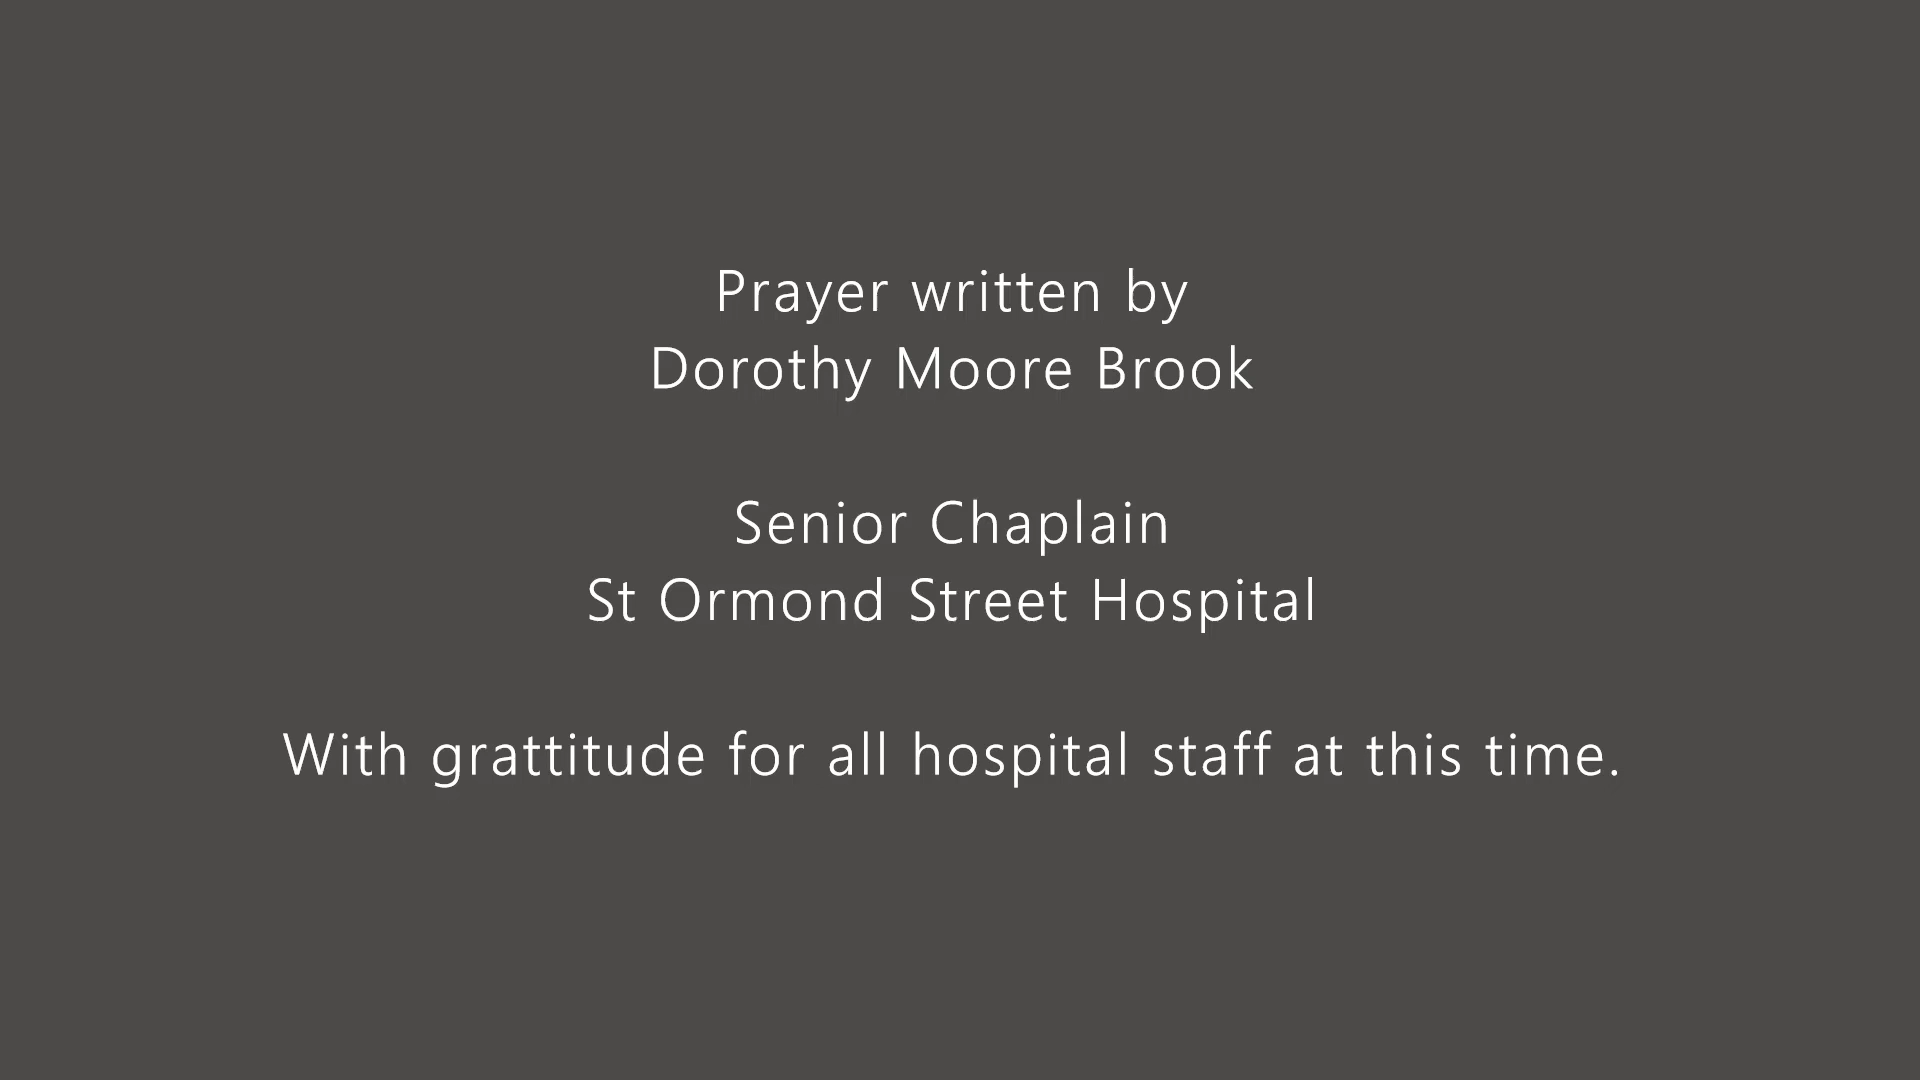 Prayer written by
Dorothy Moore Brook
Senior Chaplain
St Ormond Street Hospital
With grattitude for all hospital staff at this time.